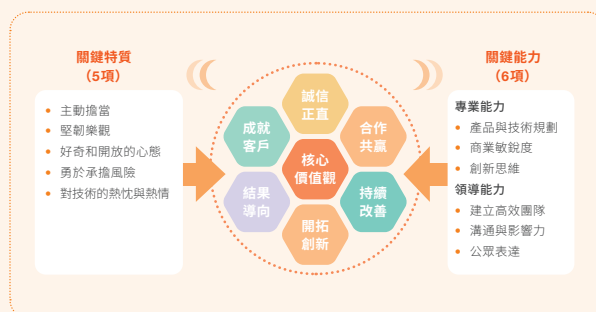 關鍵特質
（5項）
主動擔當
堅韌樂觀
好奇和開放的心態
勇於承擔風險
對技術的熱忱與熱情
誠信
正直
成就
客戶
合作
共贏
核心
價值觀
結果
導向
持續
改善
開拓
創新
關鍵能力
（6項）
專業能力
產品與技術規劃
商業敏銳度
創新思維
領導能力
建立高效團隊
溝通與影響力
公眾表達